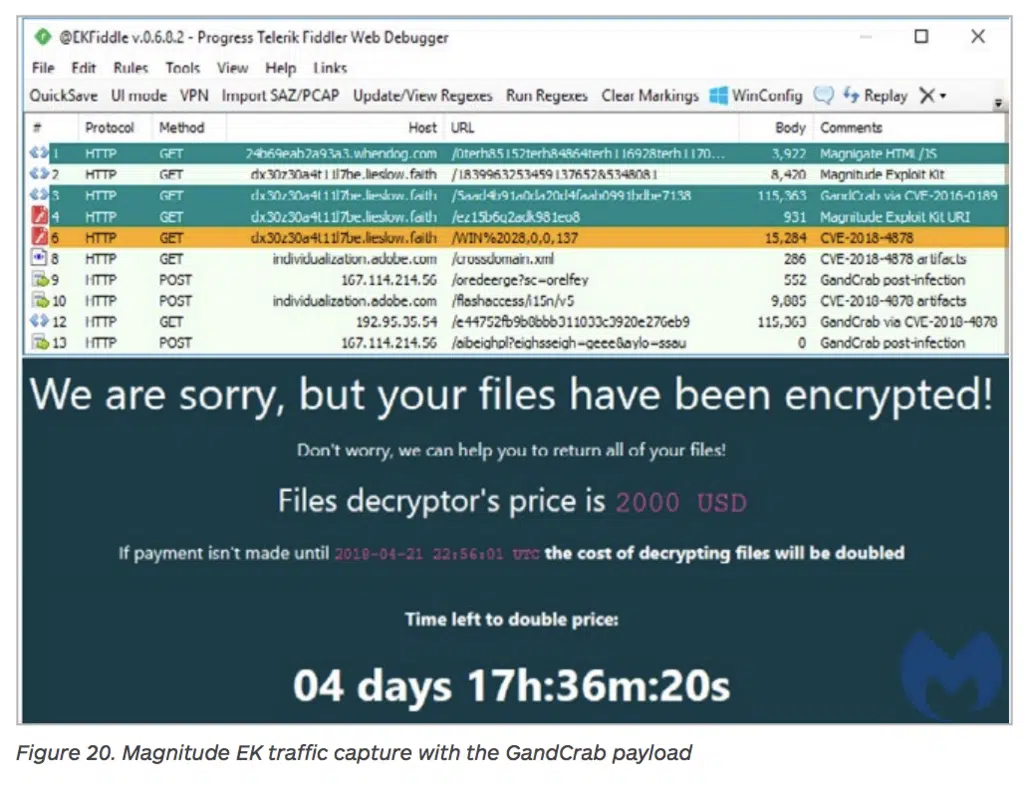 @EKFiddle v.0.6.8.2 - Progress Telerik Fiddler Web Debugger
File Edit Rules Tools View Help Links
QuickSave UI mode VPN Import SAZ/PCAP Update/View Regexes Run Regexes Clear Markings WinConfig Replay
# Protocol Method Host URL Body Comments
1 HTTP GET 24b69eab2a93a3.whendog.com /0terh85152terh84864terh116928terh1170... 3,922 Magnigate HTML/JS
2 HTTP GET dx30z30a4t11l7be.lieslow.faith /18399632534591376528534808 8,420 Magnitude Exploit Kit
3 HTTP GET dx30z30a4t11l7be.lieslow.faith /5aad4b91a0da20d4faab0991bdbe7138 115,363 GandCrab via CVE-2016-0189
4 HTTP GET dx30z30a4t11l7be.lieslow.faith /ez15b6q2adk981eo8 931 Magnitude Exploit Kit URI
6 HTTP GET dx30z30a4t11l7be.lieslow.faith /WIN%2028,0,0,137 15,284 CVE-2018-4878
8 HTTP GET individualization.adobe.com /crossdomain.xml 286 CVE-2018-4878 artifacts
9 HTTP POST 167.114.214.56 /oredeerge?sc=orelfey 552 GandCrab post-infection
10 HTTP POST individualization.adobe.com /flashaccess/i15n/v5 9,885 CVE-2018-4878 artifacts
12 HTTP GET 192.95.35.54 /e44752fb9b8bbb311033c3920e276eb9 115,363 GandCrab via CVE-2018-4878
13 HTTP POST 167.114.214.56 /aibeighpl?eighsseigh=geee&aylo=ssau 0 GandCrab post-infection
We are sorry, but your files have been encrypted!
Don't worry, we can help you to return all of your files!
Files decryptor's price is 2000 USD
If payment isn't made until 2018-04-21 22:56:01 UTC the cost of decrypting files will be doubled
Time left to double price:
04 days 17h:36m:20s
Figure 20. Magnitude EK traffic capture with the GandCrab payload